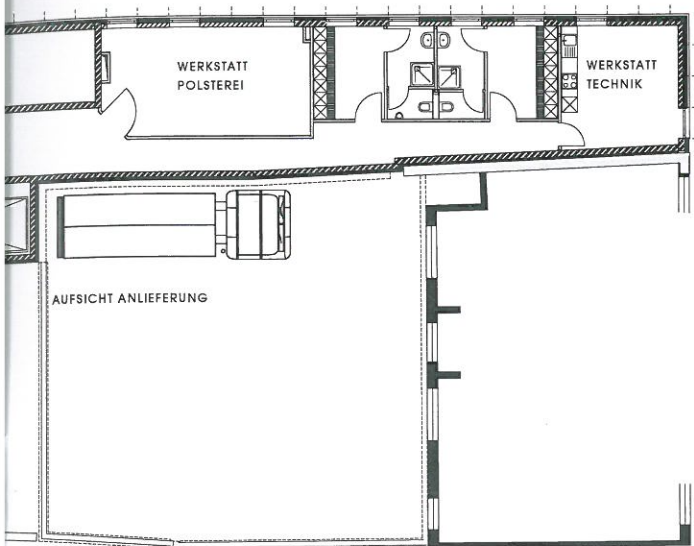 WERKSTATT
POLSTEREI
WERKSTATT
TECHNIK
AUFSICHT ANLIEFERUNG